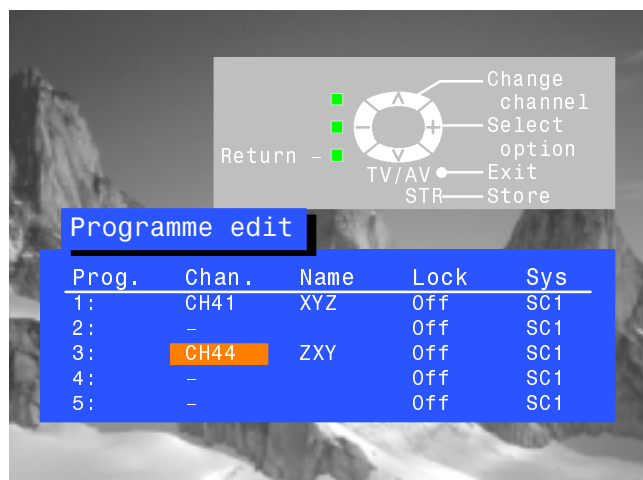 Change
channel
Select
option
Return –
TV/AV
Exit
STR
Store
Programme edit
Prog. Chan. Name Lock Sys
1: CH41 XYZ Off SC1
2: – Off SC1
3: CH44 ZXY Off SC1
4: – Off SC1
5: – Off SC1